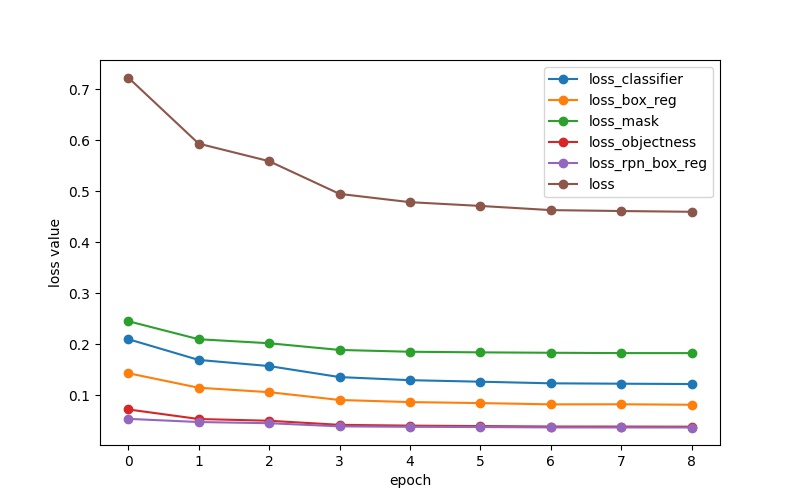 loss_classifier
loss_box_reg
loss_mask
loss_objectness
loss_rpn_box_reg
loss
loss value
0.7
0.6
0.5
0.4
0.3
0.2
0.1
0 1 2 3 4 5 6 7 8
epoch